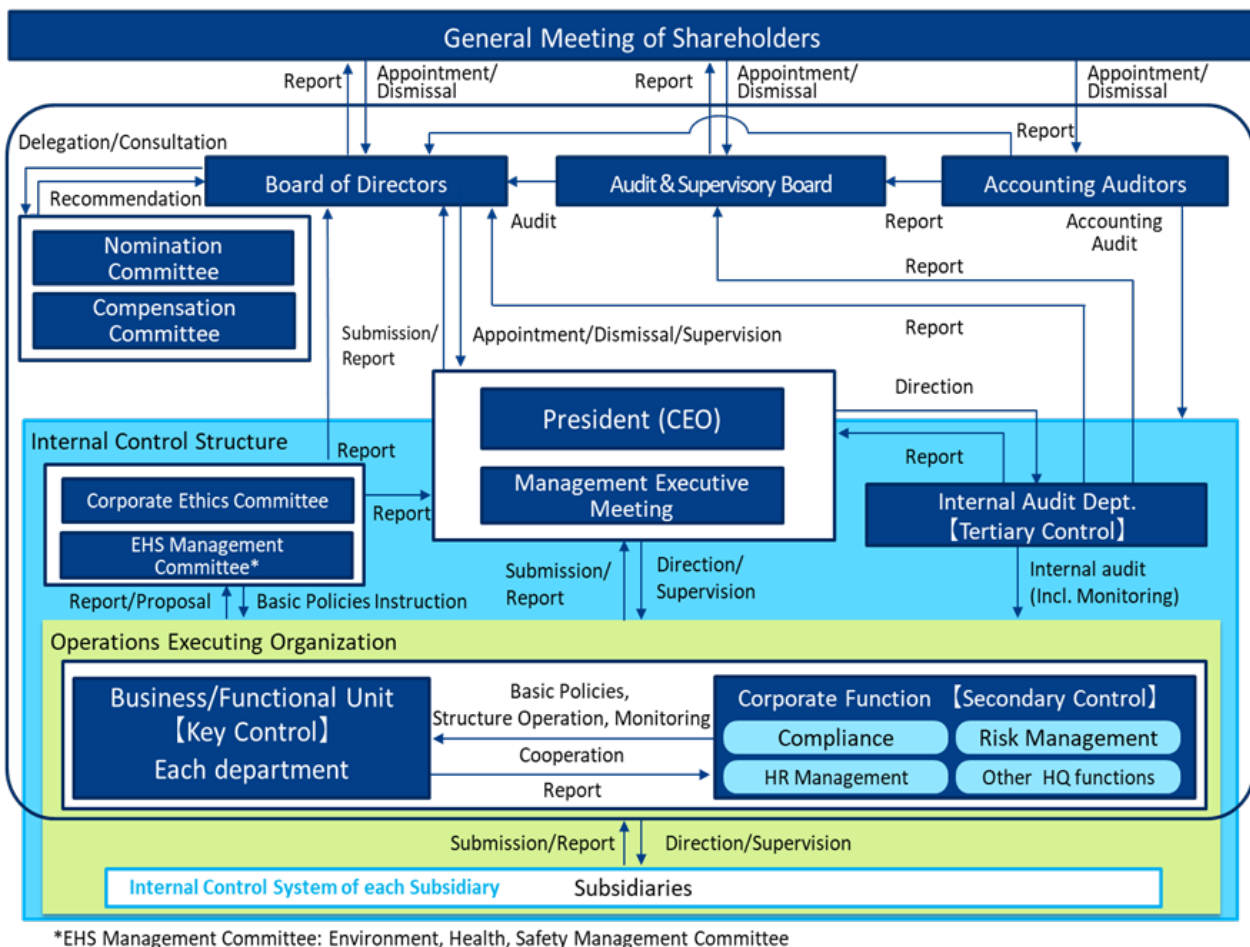 General Meeting of Shareholders
Report
Appointment/
Dismissal
Report
Appointment/
Dismissal
Appointment/
Dismissal
Delegation/Consultation
Report
Board of Directors
Audit & Supervisory Board
Accounting Auditors
Recommendation
Audit
Report
Accounting
Audit
Nomination
Committee
Compensation
Committee
Report
Submission/
Report
Appointment/Dismissal/Supervision
Report
President (CEO)
Direction
Internal Control Structure
Report
Report
Corporate Ethics Committee
Report
Management Executive
Meeting
Internal Audit Dept.
【Tertiary Control】
EHS Management
Committee*
Submission/
Report
Direction/
Supervision
Internal audit
(Incl. Monitoring)
Report/Proposal
Basic Policies Instruction
Operations Executing Organization
Business/Functional Unit
【Key Control】
Each department
Basic Policies,
Structure Operation, Monitoring
Cooperation
Report
Corporate Function 【Secondary Control】
Compliance
Risk Management
HR Management
Other HQ functions
Submission/Report
Direction/Supervision
Internal Control System of each Subsidiary
Subsidiaries
*EHS Management Committee: Environment, Health, Safety Management Committee